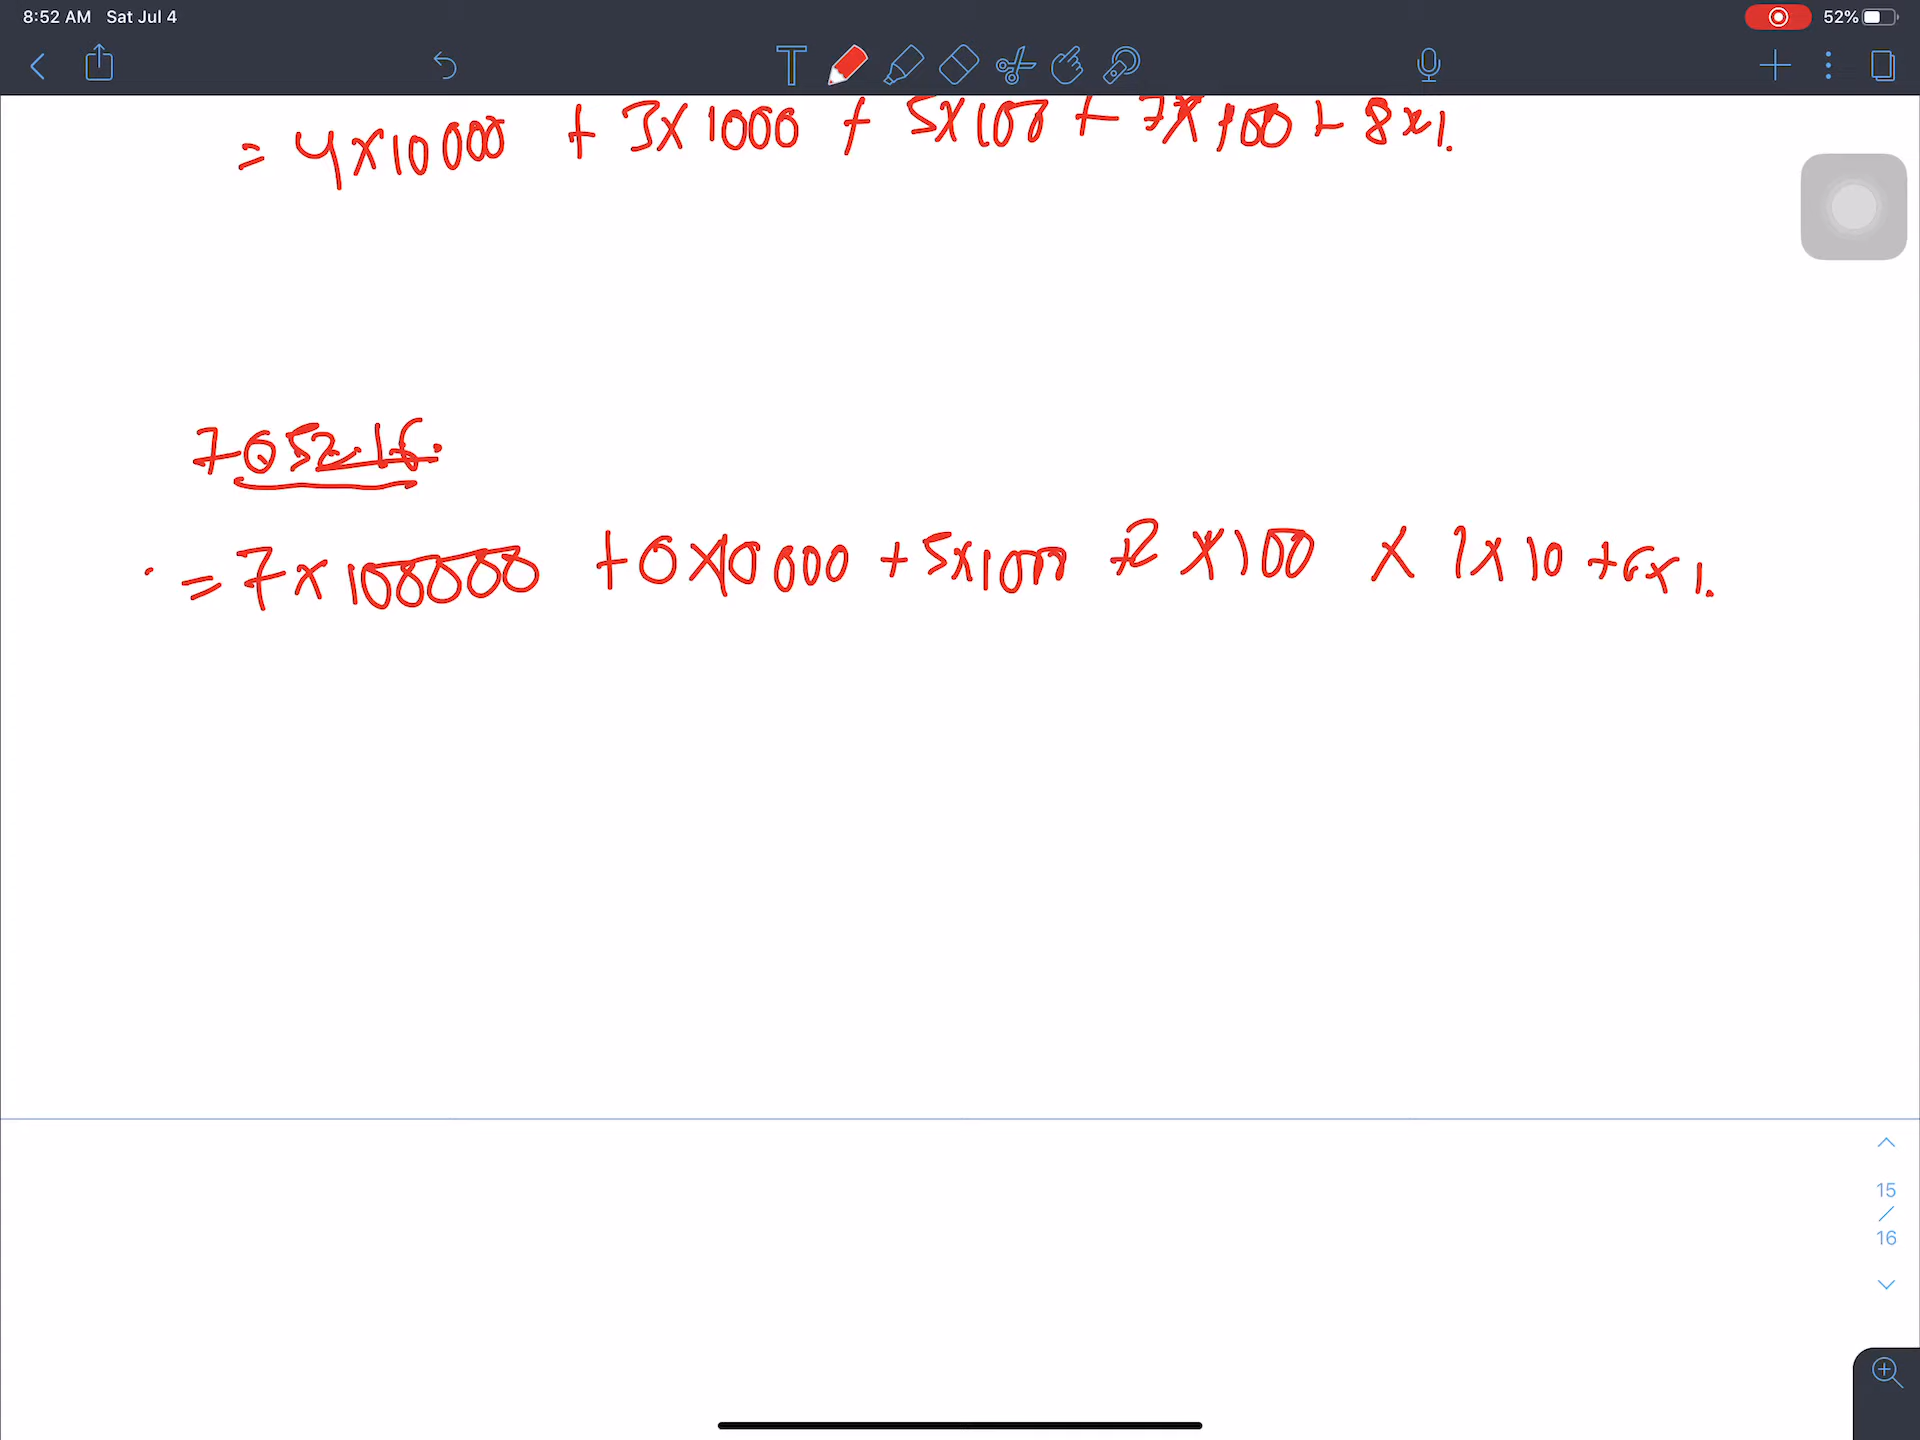 8:52 AM Sat Jul 4 52%
= 4x10000 + 3x1000 + 5x100 + 7x100 + 8x1.
705216.
= 7x100000 + 0x10000 + 5x1000 + 2x100 x 1x10 + 6x1.
15
/
16